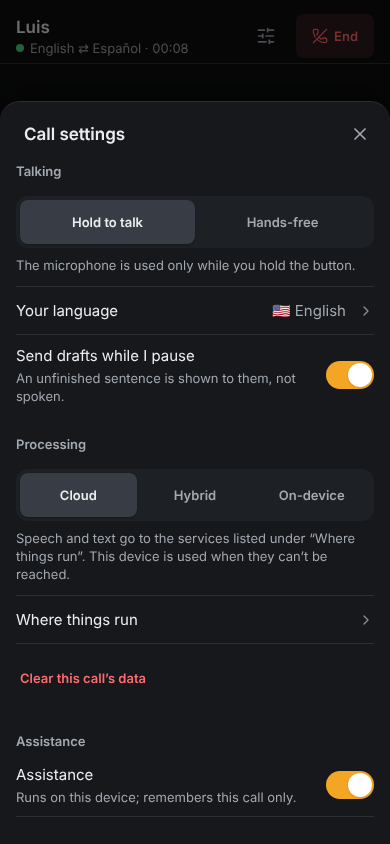 Luis
English ⇄ Español · 00:08
End
Call settings
Talking
Hold to talk
Hands-free
The microphone is used only while you hold the button.
Your language
English
Send drafts while I pause
An unfinished sentence is shown to them, not
spoken.
Processing
Cloud
Hybrid
On-device
Speech and text go to the services listed under “Where
things run”. This device is used when they can’t be
reached.
Where things run
Clear this call’s data
Assistance
Assistance
Runs on this device; remembers this call only.